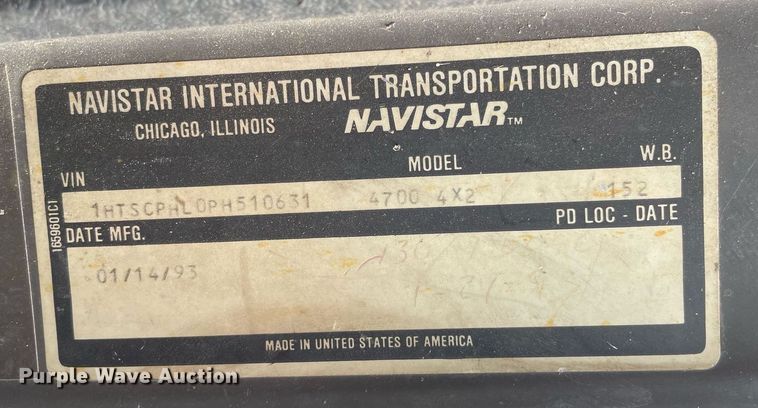 NAVISTAR INTERNATIONAL TRANSPORTATION CORP.
CHICAGO, ILLINOIS NAVISTAR™
VIN MODEL W.B.
1HTSCPHL0PH510631 4700 4X2 152
DATE MFG. PD LOC - DATE
01/14/93
MADE IN UNITED STATES OF AMERICA
1659601C1
Purple Wave Auction